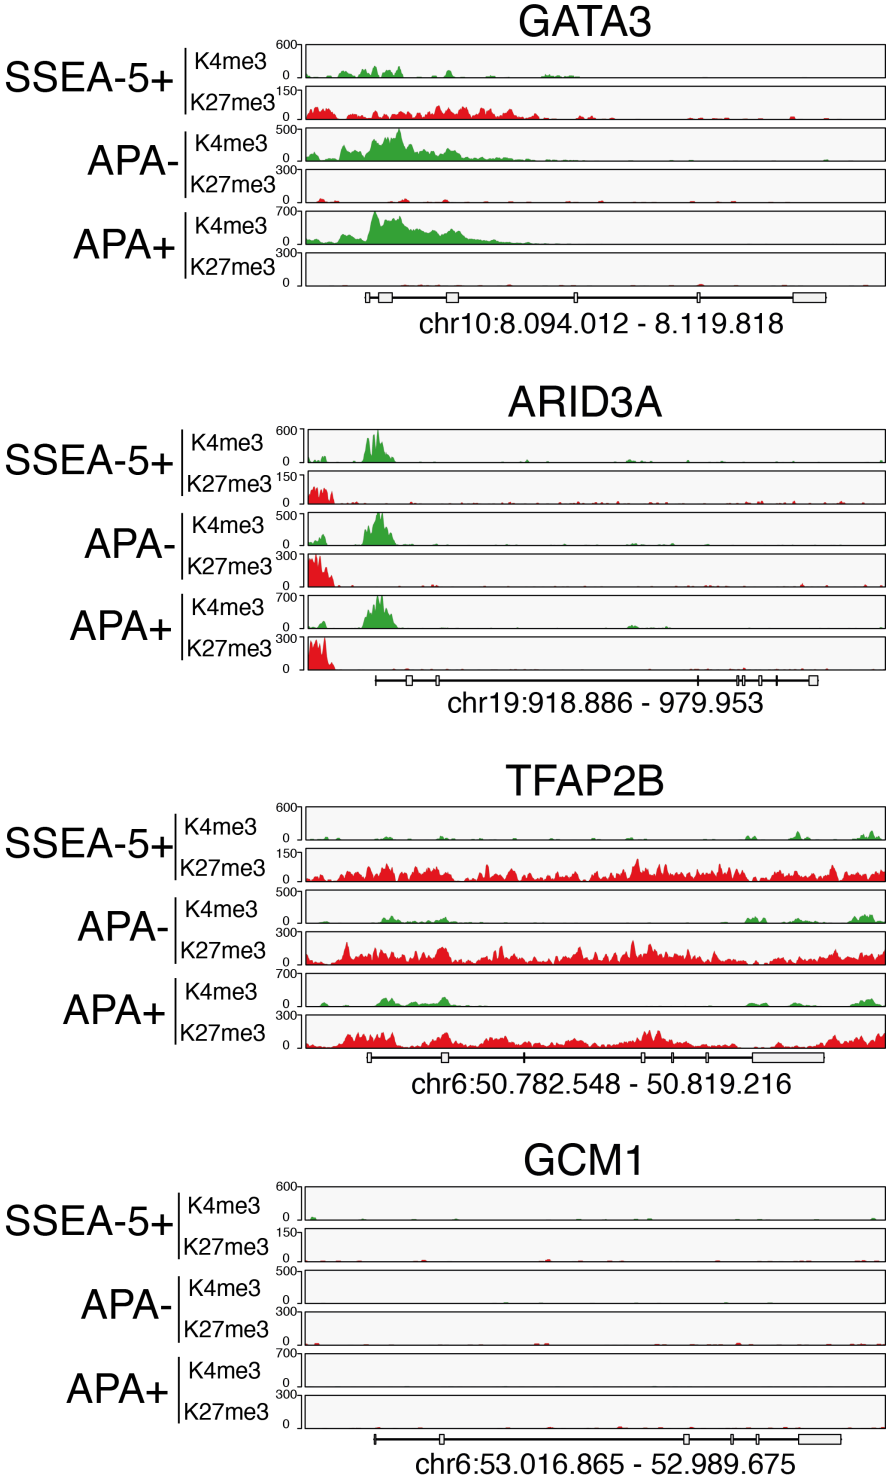 GATA3
SSEA-5+
K4me3
600
0
K27me3
150
0
APA-
K4me3
500
0
K27me3
300
0
APA+
K4me3
700
0
K27me3
300
0
chr10:8.094.012 - 8.119.818
ARID3A
SSEA-5+
K4me3
600
0
K27me3
150
0
APA-
K4me3
500
0
K27me3
300
0
APA+
K4me3
700
0
K27me3
300
0
chr19:918.886 - 979.953
TFAP2B
SSEA-5+
K4me3
600
0
K27me3
150
0
APA-
K4me3
500
0
K27me3
300
0
APA+
K4me3
700
0
K27me3
300
0
chr6:50.782.548 - 50.819.216
GCM1
SSEA-5+
K4me3
600
0
K27me3
150
0
APA-
K4me3
500
0
K27me3
300
0
APA+
K4me3
700
0
K27me3
300
0
chr6:53.016.865 - 52.989.675